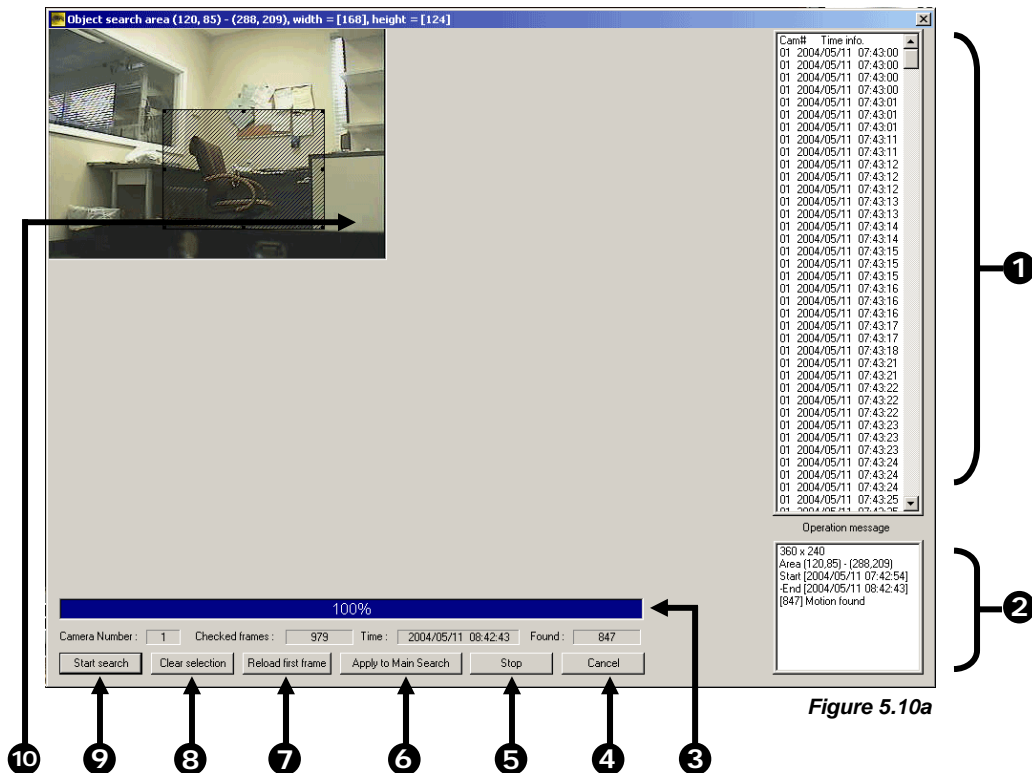 Object search area (120, 85) - (288, 209), width = [168], height = [124]
Cam# Time info.
01 2004/05/11 07:43:00
01 2004/05/11 07:43:00
01 2004/05/11 07:43:00
01 2004/05/11 07:43:00
01 2004/05/11 07:43:01
01 2004/05/11 07:43:01
01 2004/05/11 07:43:01
01 2004/05/11 07:43:11
01 2004/05/11 07:43:11
01 2004/05/11 07:43:12
01 2004/05/11 07:43:12
01 2004/05/11 07:43:12
01 2004/05/11 07:43:13
01 2004/05/11 07:43:13
01 2004/05/11 07:43:14
01 2004/05/11 07:43:14
01 2004/05/11 07:43:15
01 2004/05/11 07:43:15
01 2004/05/11 07:43:15
01 2004/05/11 07:43:16
01 2004/05/11 07:43:16
01 2004/05/11 07:43:16
01 2004/05/11 07:43:17
01 2004/05/11 07:43:17
01 2004/05/11 07:43:18
01 2004/05/11 07:43:21
01 2004/05/11 07:43:21
01 2004/05/11 07:43:22
01 2004/05/11 07:43:22
01 2004/05/11 07:43:22
01 2004/05/11 07:43:23
01 2004/05/11 07:43:23
01 2004/05/11 07:43:23
01 2004/05/11 07:43:24
01 2004/05/11 07:43:24
01 2004/05/11 07:43:24
01 2004/05/11 07:43:25
01 2004/05/11 07:43:25
1
Operation message
360 x 240
Area (120,85) - (288,209)
Start [2004/05/11 07:42:54]
-End [2004/05/11 08:42:43]
[847] Motion found
2
100%
Camera Number : 1 Checked frames : 979 Time : 2004/05/11 08:42:43 Found : 847
Start search Clear selection Reload first frame Apply to Main Search Stop Cancel
Figure 5.10a
10 9 8 7 6 5 4 3